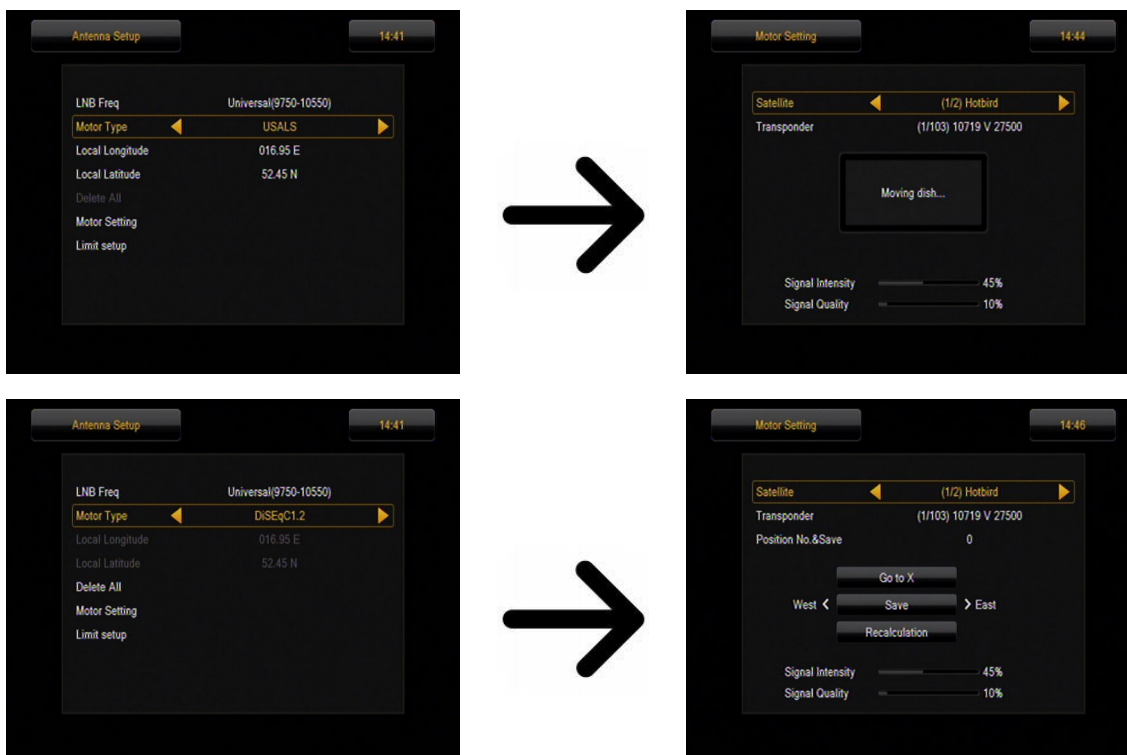 Antenna Setup 14:41
LNB Freq Universal(9750-10550)
Motor Type USALS
Local Longitude 016.95 E
Local Latitude 52.45 N
Delete All
Motor Setting
Limit setup
Motor Setting 14:44
Satellite (1/2) Hotbird
Transponder (1/103) 10719 V 27500
Moving dish...
Signal Intensity 45%
Signal Quality 10%
Antenna Setup 14:41
LNB Freq Universal(9750-10550)
Motor Type DiSEqC1.2
Local Longitude 016.95 E
Local Latitude 52.45 N
Delete All
Motor Setting
Limit setup
Motor Setting 14:46
Satellite (1/2) Hotbird
Transponder (1/103) 10719 V 27500
Position No.&Save 0
Go to X
West < Save > East
Recalculation
Signal Intensity 45%
Signal Quality 10%